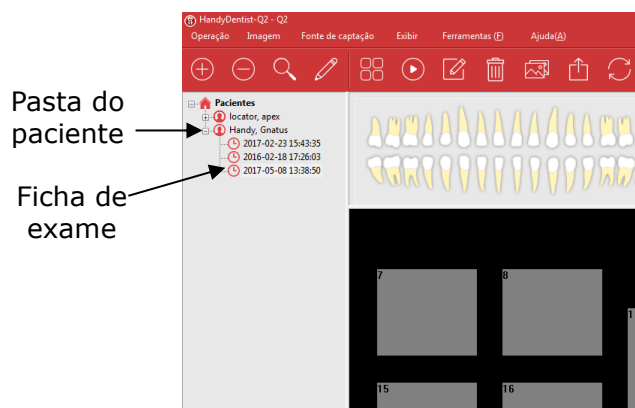 HandyDentist-Q2 - Q2
Operação Imagem Fonte de captação Exibir Ferramentas (F) Ajuda(A)
Pacientes
locator, apex
Handy, Gnatus
2017-02-23 15:43:35
2016-02-18 17:26:03
2017-05-08 13:38:50
Pasta do
paciente
Ficha de
exame
7 8
1
15 16